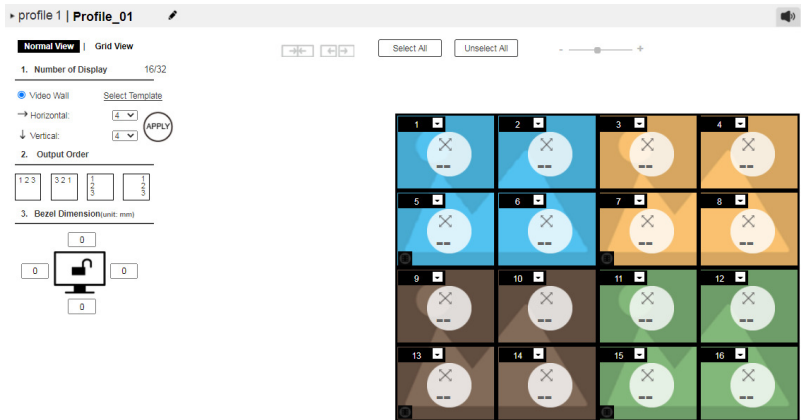 profile 1 | Profile_01
Normal View | Grid View
Select All
Unselect All
- +
1. Number of Display 16/32
Video Wall Select Template
Horizontal: 4
Vertical: 4
APPLY
2. Output Order
1 2 3
3 2 1
1
2
3
1
2
3
3. Bezel Dimension(unit: mm)
0
0
0
0
1 2 3 4
-- -- -- --
5 6 7 8
-- -- -- --
9 10 11 12
-- -- -- --
13 14 15 16
-- -- -- --